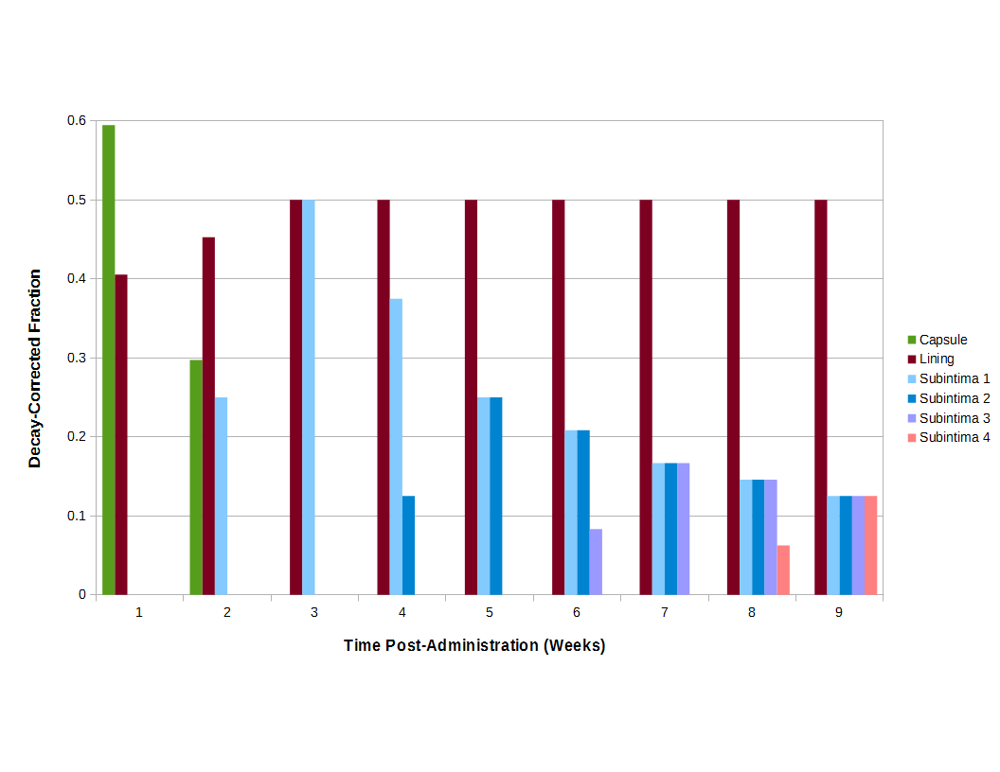 0.6
0.5
0.4
0.3
0.2
0.1
0
Decay-Corrected Fraction
1 2 3 4 5 6 7 8 9
Time Post-Administration (Weeks)
Capsule
Lining
Subintima 1
Subintima 2
Subintima 3
Subintima 4